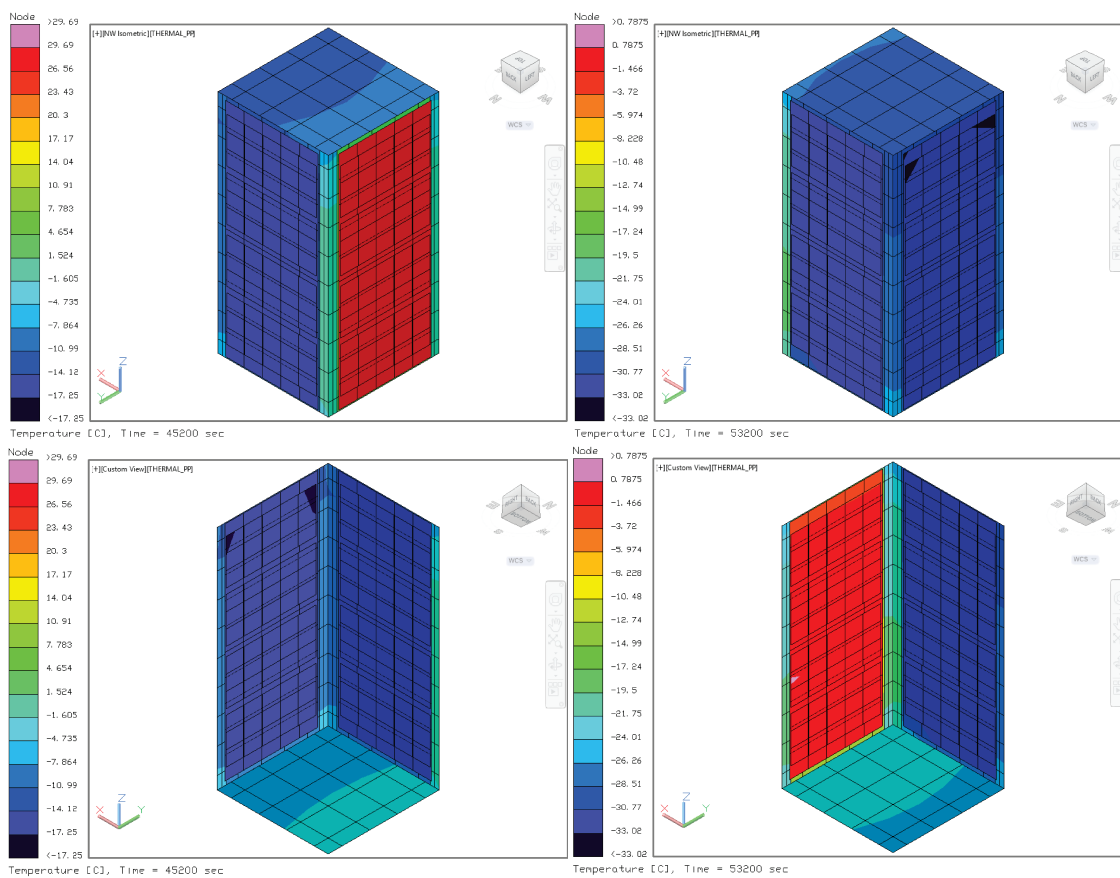 Node
>29.69
29.69
26.56
23.43
20.3
17.17
14.04
10.91
7.783
4.654
1.524
-1.605
-4.735
-7.864
-10.99
-14.12
-17.25
<-17.25
[+][NW Isometric][THERMAL_PP]
WCS
Z
X
Y
Temperature [C], Time = 45200 sec
Node
>0.7875
0.7875
-1.466
-3.72
-5.974
-8.228
-10.48
-12.74
-14.99
-17.24
-19.5
-21.75
-24.01
-26.26
-28.51
-30.77
-33.02
<-33.02
[+][NW Isometric][THERMAL_PP]
WCS
Z
X
Y
Temperature [C], Time = 53200 sec
Node
>29.69
29.69
26.56
23.43
20.3
17.17
14.04
10.91
7.783
4.654
1.524
-1.605
-4.735
-7.864
-10.99
-14.12
-17.25
<-17.25
[+][Custom View][THERMAL_PP]
WCS
Z
X
Y
Temperature [C], Time = 45200 sec
Node
>0.7875
0.7875
-1.466
-3.72
-5.974
-8.228
-10.48
-12.74
-14.99
-17.24
-19.5
-21.75
-24.01
-26.26
-28.51
-30.77
-33.02
<-33.02
[+][Custom View][THERMAL_PP]
WCS
Z
X
Y
Temperature [C], Time = 53200 sec